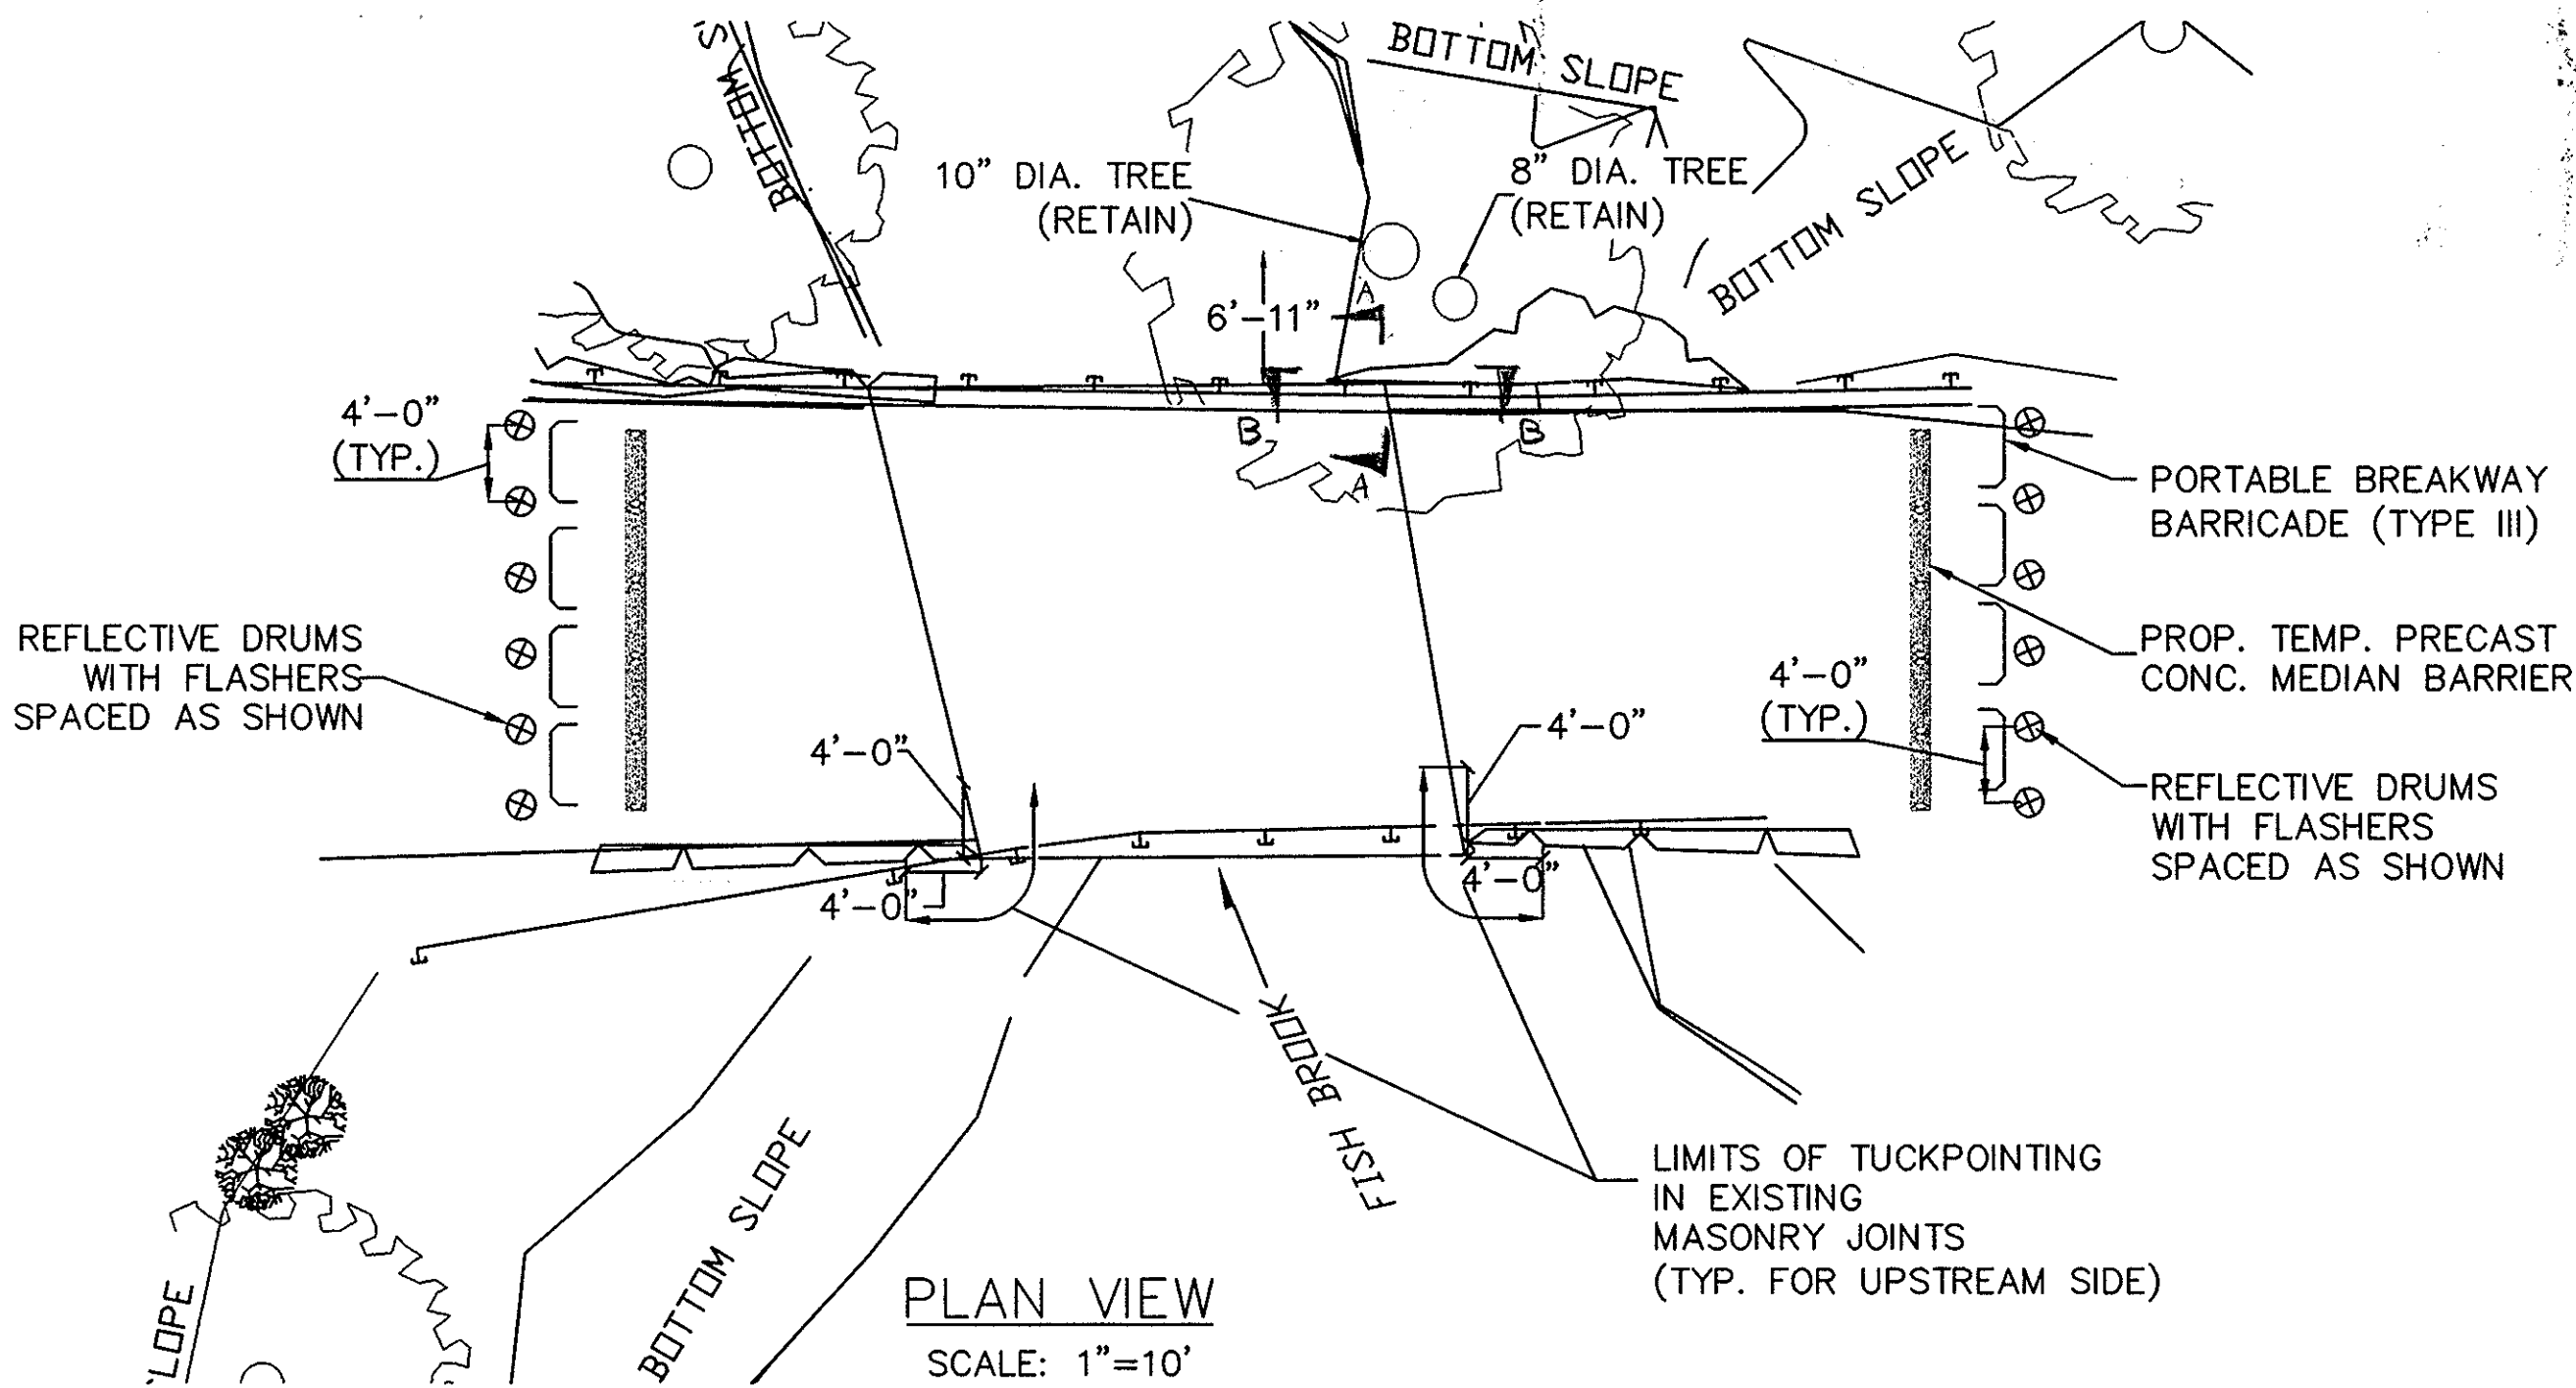 BOTTOM S
BOTTOM SLOPE
10" DIA. TREE
(RETAIN)
8" DIA. TREE
(RETAIN)
BOTTOM SLOPE
6'-11"
A
B
B
A
4'-0"
(TYP.)
PORTABLE BREAKWAY
BARRICADE (TYPE III)
REFLECTIVE DRUMS
WITH FLASHERS
SPACED AS SHOWN
PROP. TEMP. PRECAST
CONC. MEDIAN BARRIER
4'-0"
(TYP.)
4'-0"
4'-0"
REFLECTIVE DRUMS
WITH FLASHERS
SPACED AS SHOWN
4'-0"
4'-0"
FISH BROOK
BOTTOM SLOPE
LOPE
LIMITS OF TUCKPOINTING
IN EXISTING
MASONRY JOINTS
(TYP. FOR UPSTREAM SIDE)
PLAN VIEW
SCALE: 1"=10'